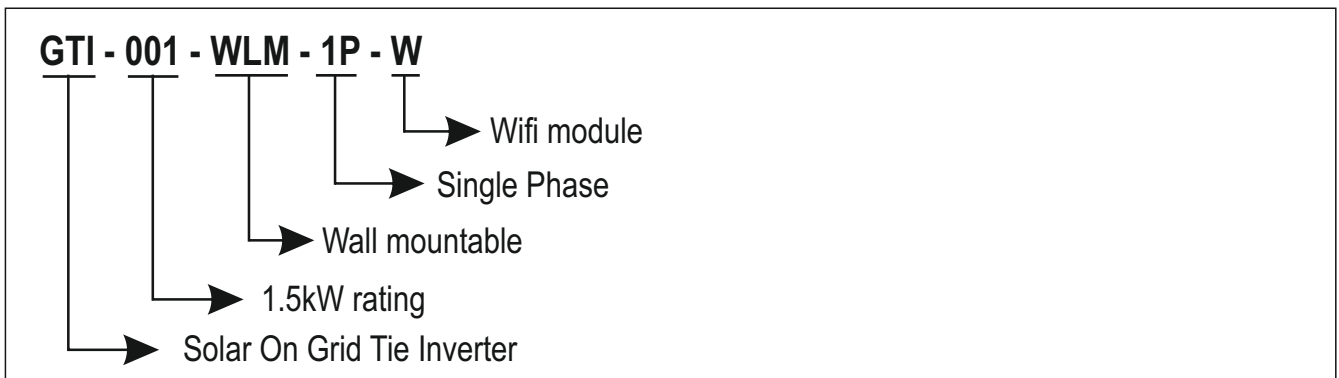 GTI - 001 - WLM - 1P - W
Wifi module
Single Phase
Wall mountable
1.5kW rating
Solar On Grid Tie Inverter